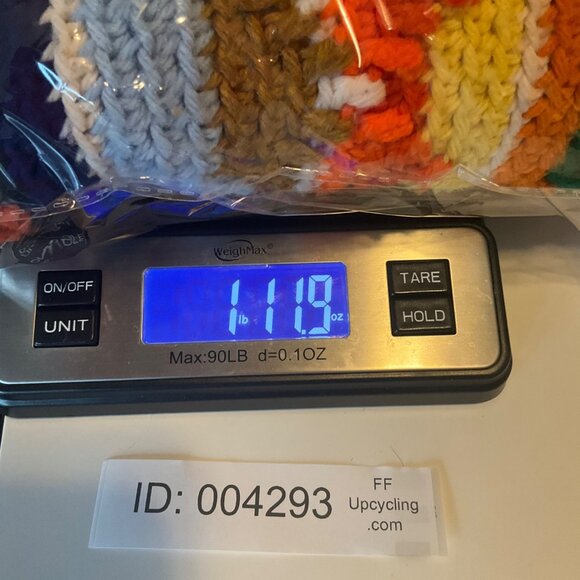 WeighMax®
ON/OFF
UNIT
1 lb 11.9 oz
TARE
HOLD
Max:90LB d=0.1OZ
ID: 004293
FF
Upcycling
.com